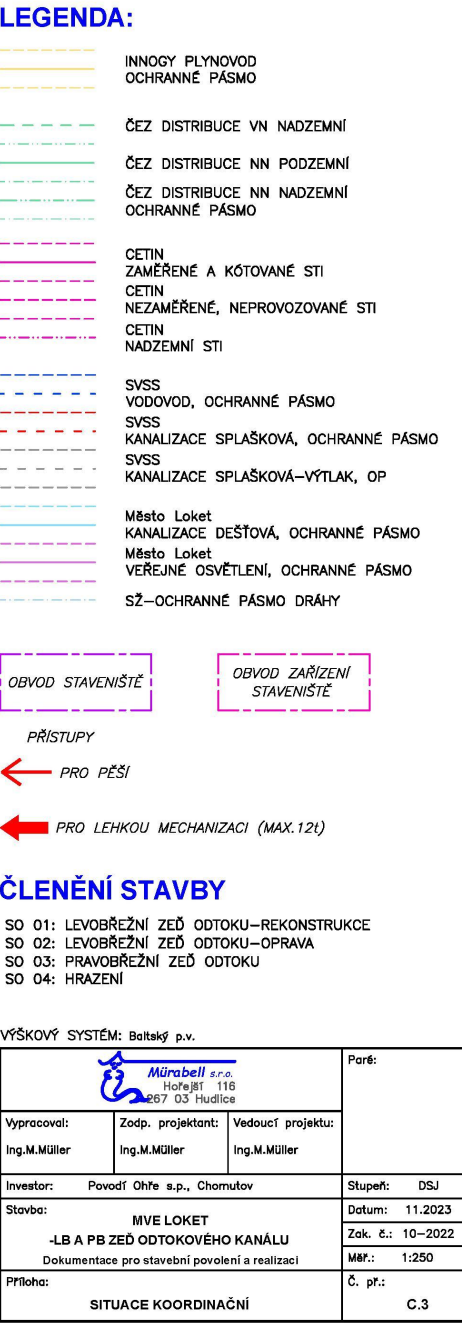 LEGENDA:
INNOGY PLYNOVOD
OCHRANNÉ PÁSMO
ČEZ DISTRIBUCE VN NADZEMNÍ
ČEZ DISTRIBUCE NN PODZEMNÍ
ČEZ DISTRIBUCE NN NADZEMNÍ
OCHRANNÉ PÁSMO
CETIN
ZAMĚŘENÉ A KÓTOVANÉ STI
CETIN
NEZAMĚŘENÉ, NEPROVOZOVANÉ STI
CETIN
NADZEMNÍ STI
SVSS
VODOVOD, OCHRANNÉ PÁSMO
SVSS
KANALIZACE SPLAŠKOVÁ, OCHRANNÉ PÁSMO
SVSS
KANALIZACE SPLAŠKOVÁ–VÝTLAK, OP
Město Loket
KANALIZACE DEŠŤOVÁ, OCHRANNÉ PÁSMO
Město Loket
VEŘEJNÉ OSVĚTLENÍ, OCHRANNÉ PÁSMO
SŽ–OCHRANNÉ PÁSMO DRÁHY
OBVOD STAVENIŠTĚ
OBVOD ZAŘÍZENÍ
STAVENIŠTĚ
PŘÍSTUPY
PRO PĚŠÍ
PRO LEHKOU MECHANIZACI (MAX.12t)
ČLENĚNÍ STAVBY
SO 01: LEVOBŘEŽNÍ ZEĎ ODTOKU–REKONSTRUKCE
SO 02: LEVOBŘEŽNÍ ZEĎ ODTOKU–OPRAVA
SO 03: PRAVOBŘEŽNÍ ZEĎ ODTOKU
SO 04: HRAZENÍ
VÝŠKOVÝ SYSTÉM: Baltský p.v.
Mürabell s.r.o.
Hořejší 116
267 03 Hudlice
Paré:
Vypracoval: Zodp. projektant: Vedoucí projektu:
Ing.M.Müller Ing.M.Müller Ing.M.Müller
Investor: Povodí Ohře s.p., Chomutov
Stupeň: DSJ
Stavba:
MVE LOKET
-LB A PB ZEĎ ODTOKOVÉHO KANÁLU
Dokumentace pro stavební povolení a realizaci
Datum: 11.2023
Zak. č.: 10–2022
Měř.: 1:250
Příloha:
SITUACE KOORDINAČNÍ
Č. př.:
C.3